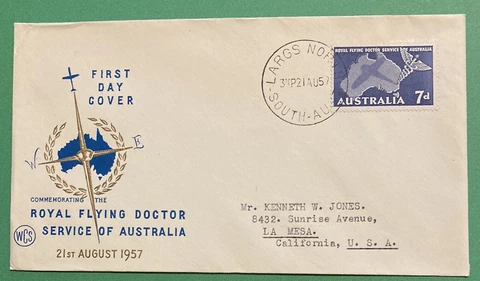 FIRST
DAY
COVER
W E
COMMEMORATING THE
ROYAL FLYING DOCTOR
SERVICE OF AUSTRALIA
WCS
21ST AUGUST 1957
LARGS NOR
21AU57
SOUTH-AU
ROYAL FLYING DOCTOR SERVICE OF AUSTRALIA
AUSTRALIA 7d
Mr. KENNETH W. JONES.
8432. Sunrise Avenue,
LA MESA.
California, U. S. A.